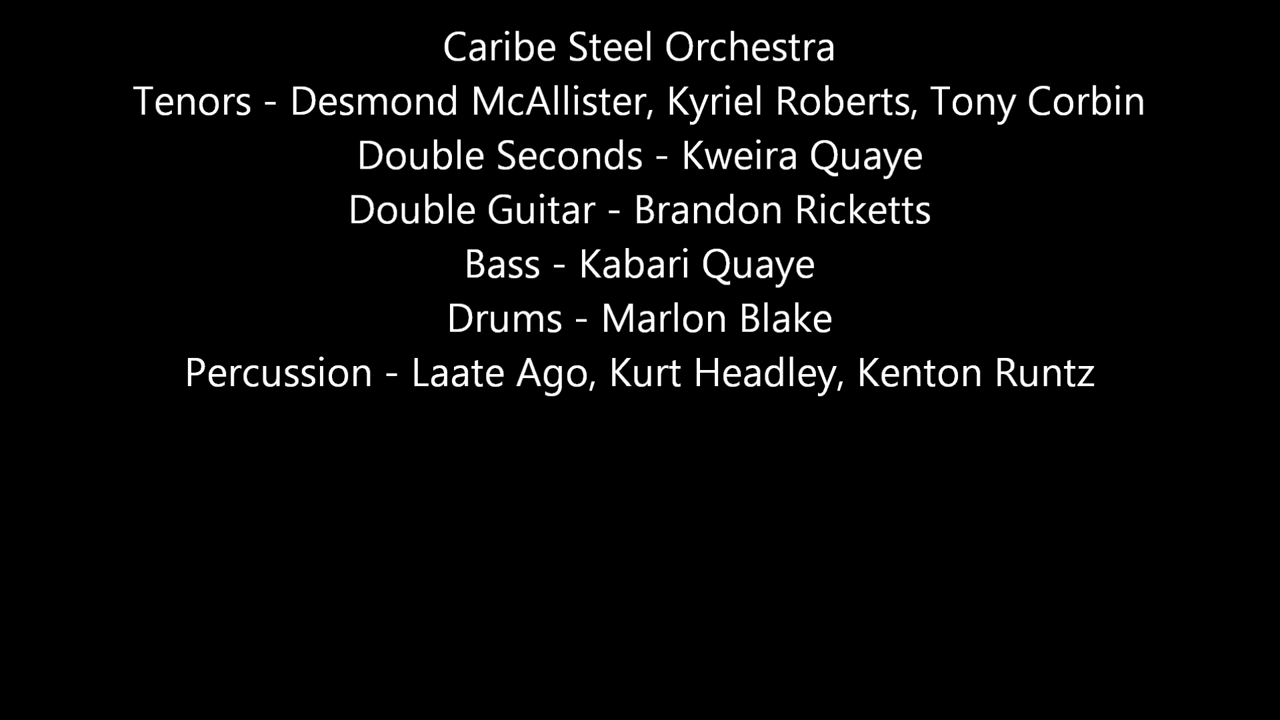 Caribe Steel Orchestra
Tenors - Desmond McAllister, Kyriel Roberts, Tony Corbin
Double Seconds - Kweira Quaye
Double Guitar - Brandon Ricketts
Bass - Kabari Quaye
Drums - Marlon Blake
Percussion - Laate Ago, Kurt Headley, Kenton Runtz